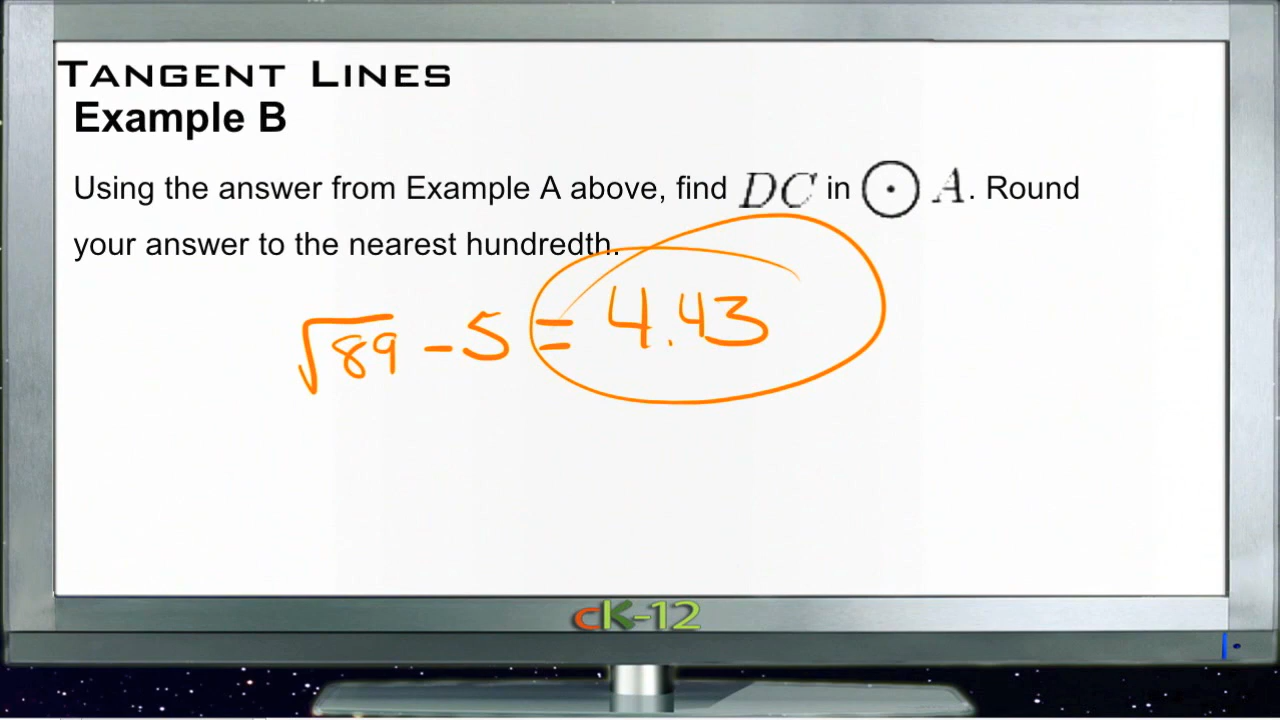 TANGENT LINES
Example B
Using the answer from Example A above, find DC in ⊙ A. Round
your answer to the nearest hundredth.
√89 - 5 = 4.43
cK-12